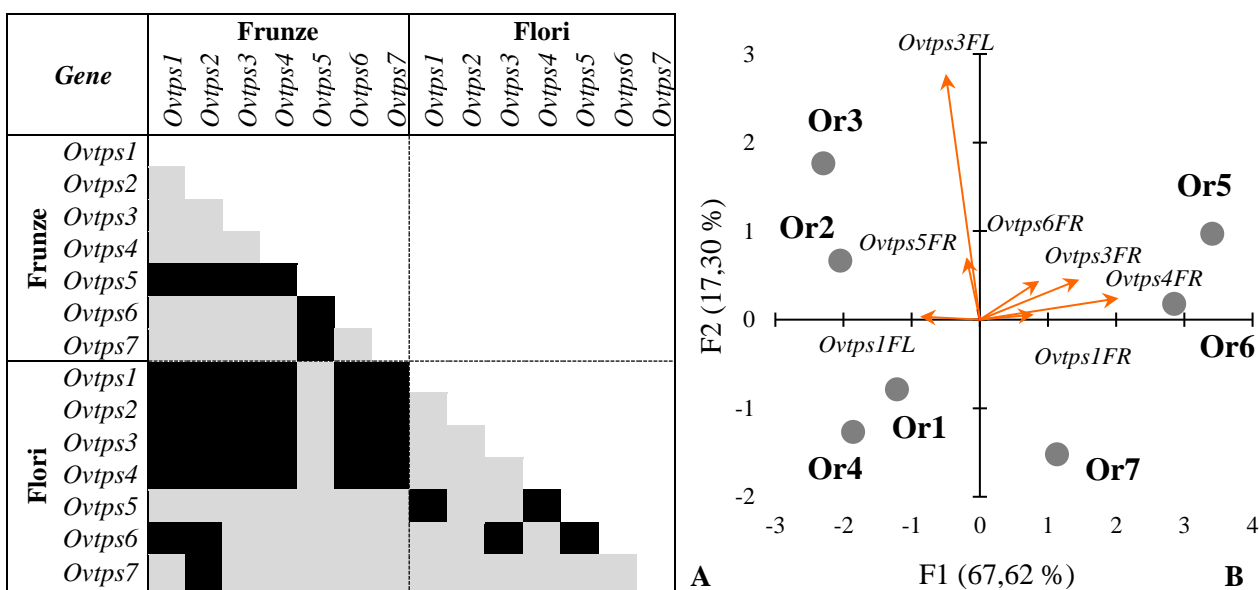 Gene
Frunze
Flori
Ovtps1 Ovtps2 Ovtps3 Ovtps4 Ovtps5 Ovtps6 Ovtps7 Ovtps1 Ovtps2 Ovtps3 Ovtps4 Ovtps5 Ovtps6 Ovtps7
Frunze
Ovtps1
Ovtps2
Ovtps3
Ovtps4
Ovtps5
Ovtps6
Ovtps7
Flori
Ovtps1
Ovtps2
Ovtps3
Ovtps4
Ovtps5
Ovtps6
Ovtps7
A
Ovtps3FL
3
Or3
2
Or5
Or2
Ovtps6FR
Ovtps5FR
1
Ovtps3FR
Ovtps4FR
F2 (17,30 %)
0
Ovtps1FL
Ovtps1FR
Or6
-1
Or1
Or4
Or7
-2
-3 -2 -1 0 1 2 3 4
F1 (67,62 %)
B